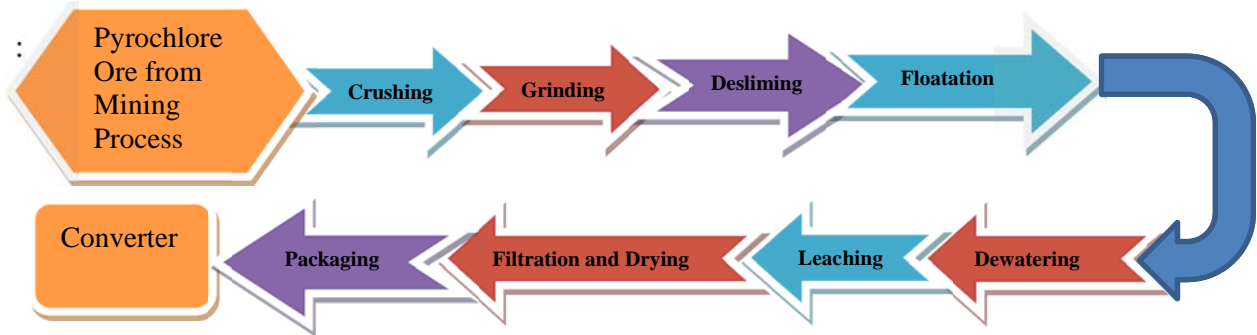 :
Pyrochlore
Ore from
Mining
Process
Crushing
Grinding
Desliming
Floatation
Dewatering
Leaching
Filtration and Drying
Packaging
Converter